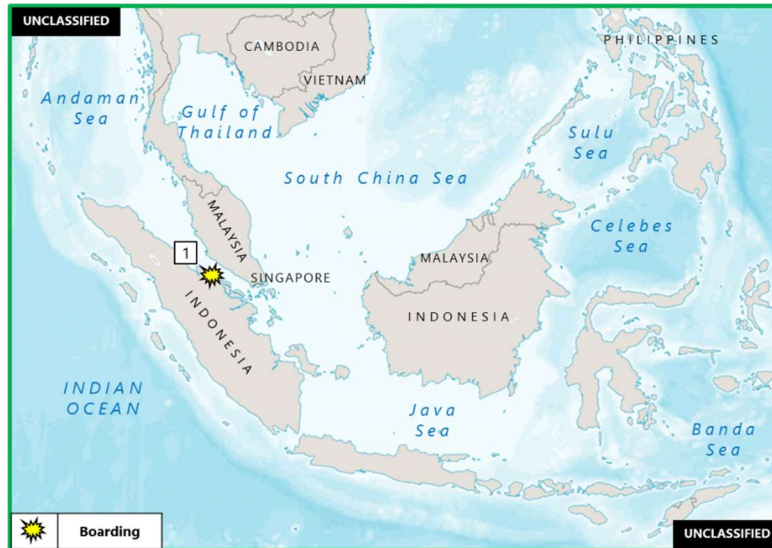 UNCLASSIFIED
PHILIPPINES
CAMBODIA
VIETNAM
Andaman
Sea
Gulf of
Thailand
Sulu
Sea
South China Sea
MALAYSIA
Celebes
Sea
1
SINGAPORE
MALAYSIA
INDONESIA
INDONESIA
INDIAN
OCEAN
Java
Sea
Banda
Sea
Boarding
UNCLASSIFIED